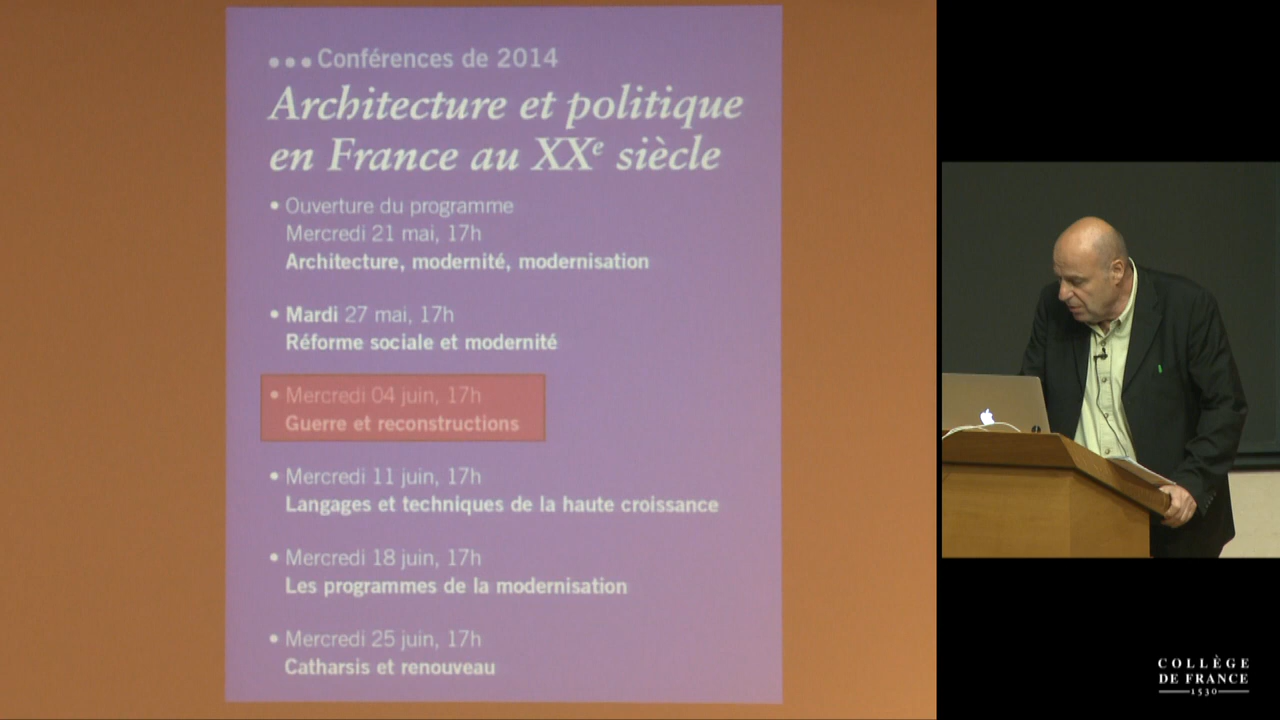 ••• Conférences de 2014
Architecture et politique
en France au XXe siècle
• Ouverture du programme
Mercredi 21 mai, 17h
Architecture, modernité, modernisation
• Mardi 27 mai, 17h
Réforme sociale et modernité
• Mercredi 04 juin, 17h
Guerre et reconstructions
• Mercredi 11 juin, 17h
Langages et techniques de la haute croissance
• Mercredi 18 juin, 17h
Les programmes de la modernisation
• Mercredi 25 juin, 17h
Catharsis et renouveau
COLLÈGE
DE FRANCE
1530